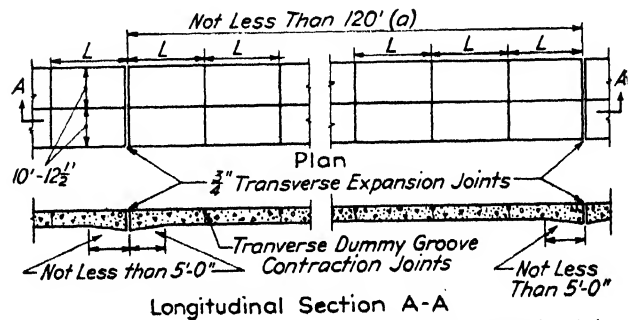 Not Less Than 120' (a)
L L L L L L
A A
10'-12½'
Plan
¾" Transverse Expansion Joints
Tranverse Dummy Groove
Contraction Joints
Not Less than 5'-0"
Not Less
Than 5'-0"
Longitudinal Section A-A